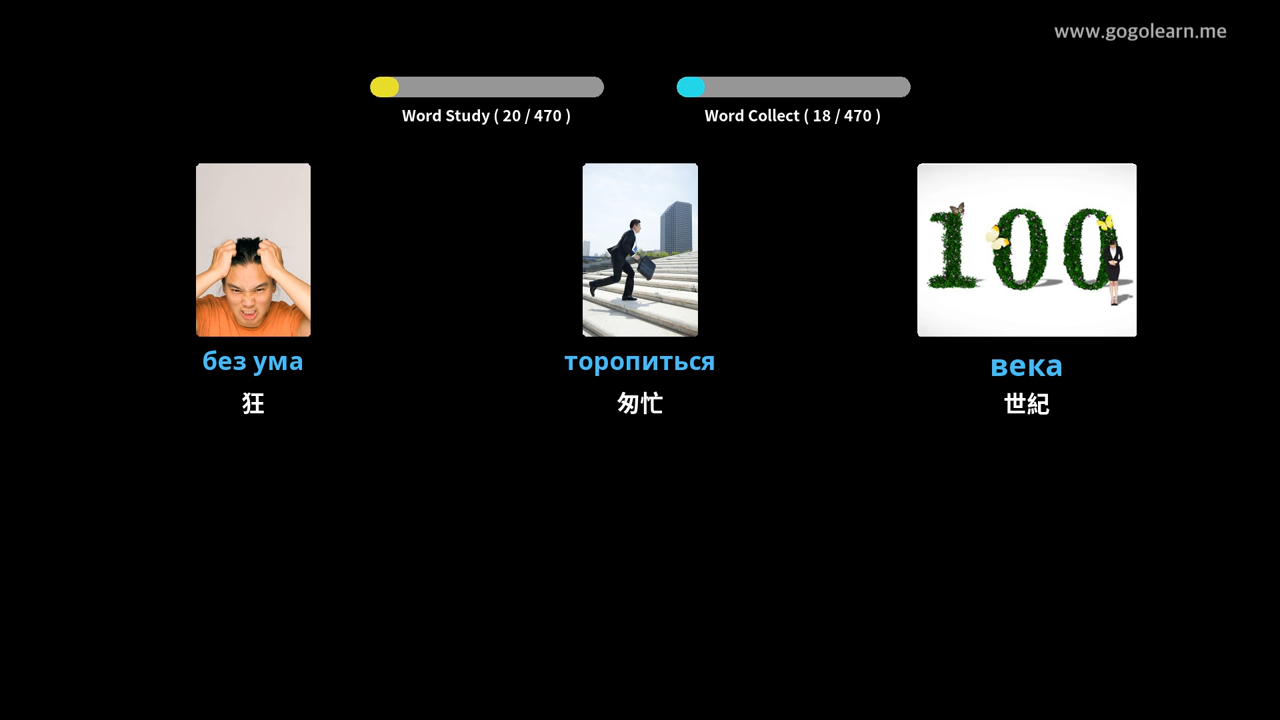 www.gogolearn.me
Word Study ( 20 / 470 )
Word Collect ( 18 / 470 )
без ума
торопиться
века
狂
匆忙
世紀
100